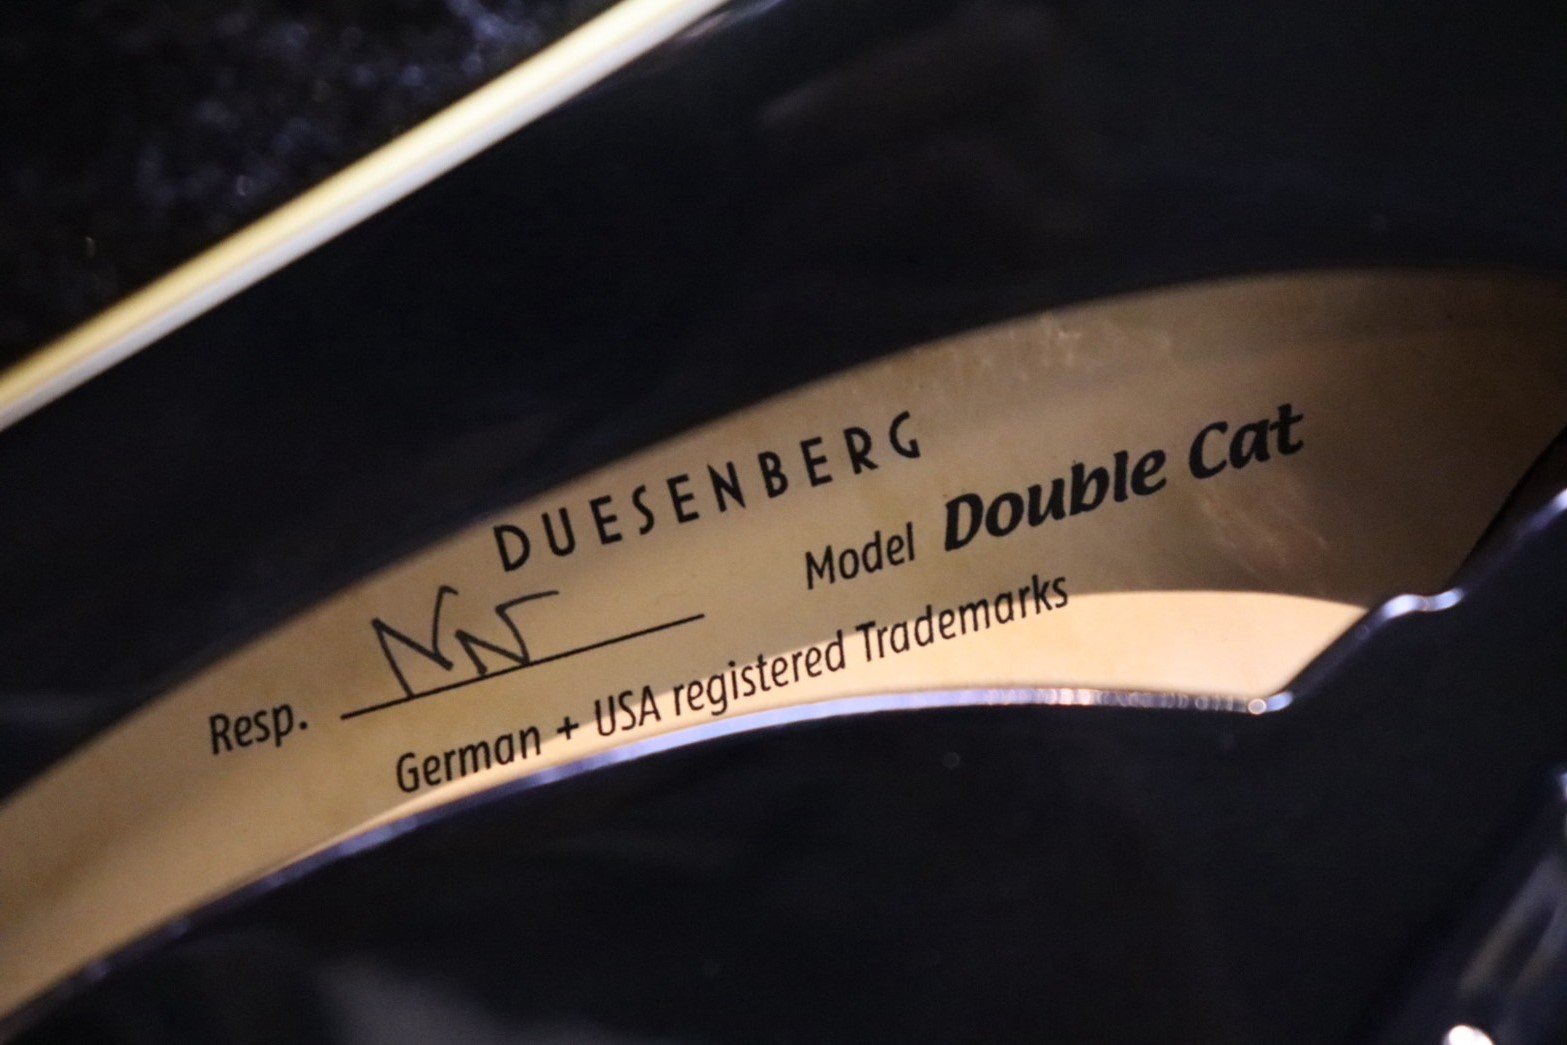 DUESENBERG
Model Double Cat
Resp.
German + USA registered Trademarks